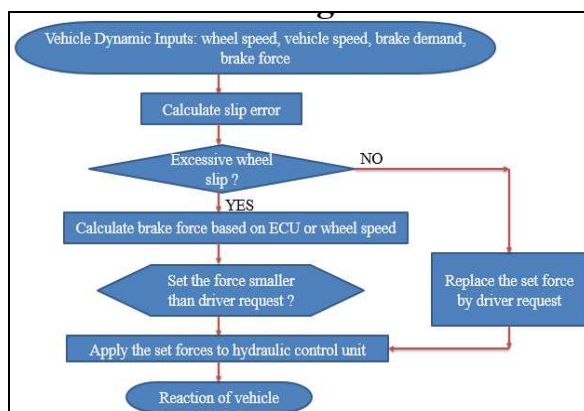 Vehicle Dynamic Inputs: wheel speed, vehicle speed, brake demand,
brake force
Calculate slip error
Excessive wheel
slip ?
NO
YES
Calculate brake force based on ECU or wheel speed
Set the force smaller
than driver request ?
Replace the set force
by driver request
Apply the set forces to hydraulic control unit
Reaction of vehicle